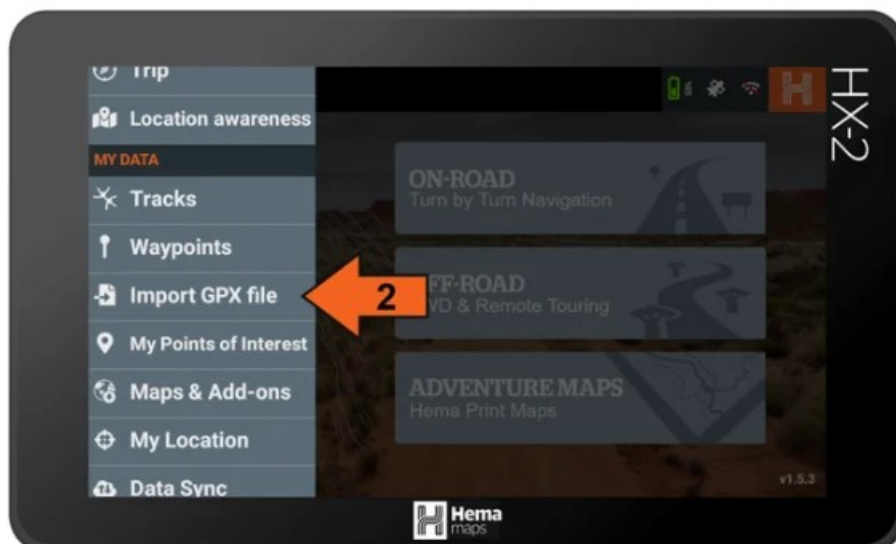 Trip
Location awareness
MY DATA
Tracks
Waypoints
Import GPX file
My Points of Interest
Maps & Add-ons
My Location
Data Sync
ON-ROAD
Turn by Turn Navigation
FF-ROAD
WD & Remote Touring
2
ADVENTURE MAPS
Hema Print Maps
v1.5.3
HX-2
Hema
maps